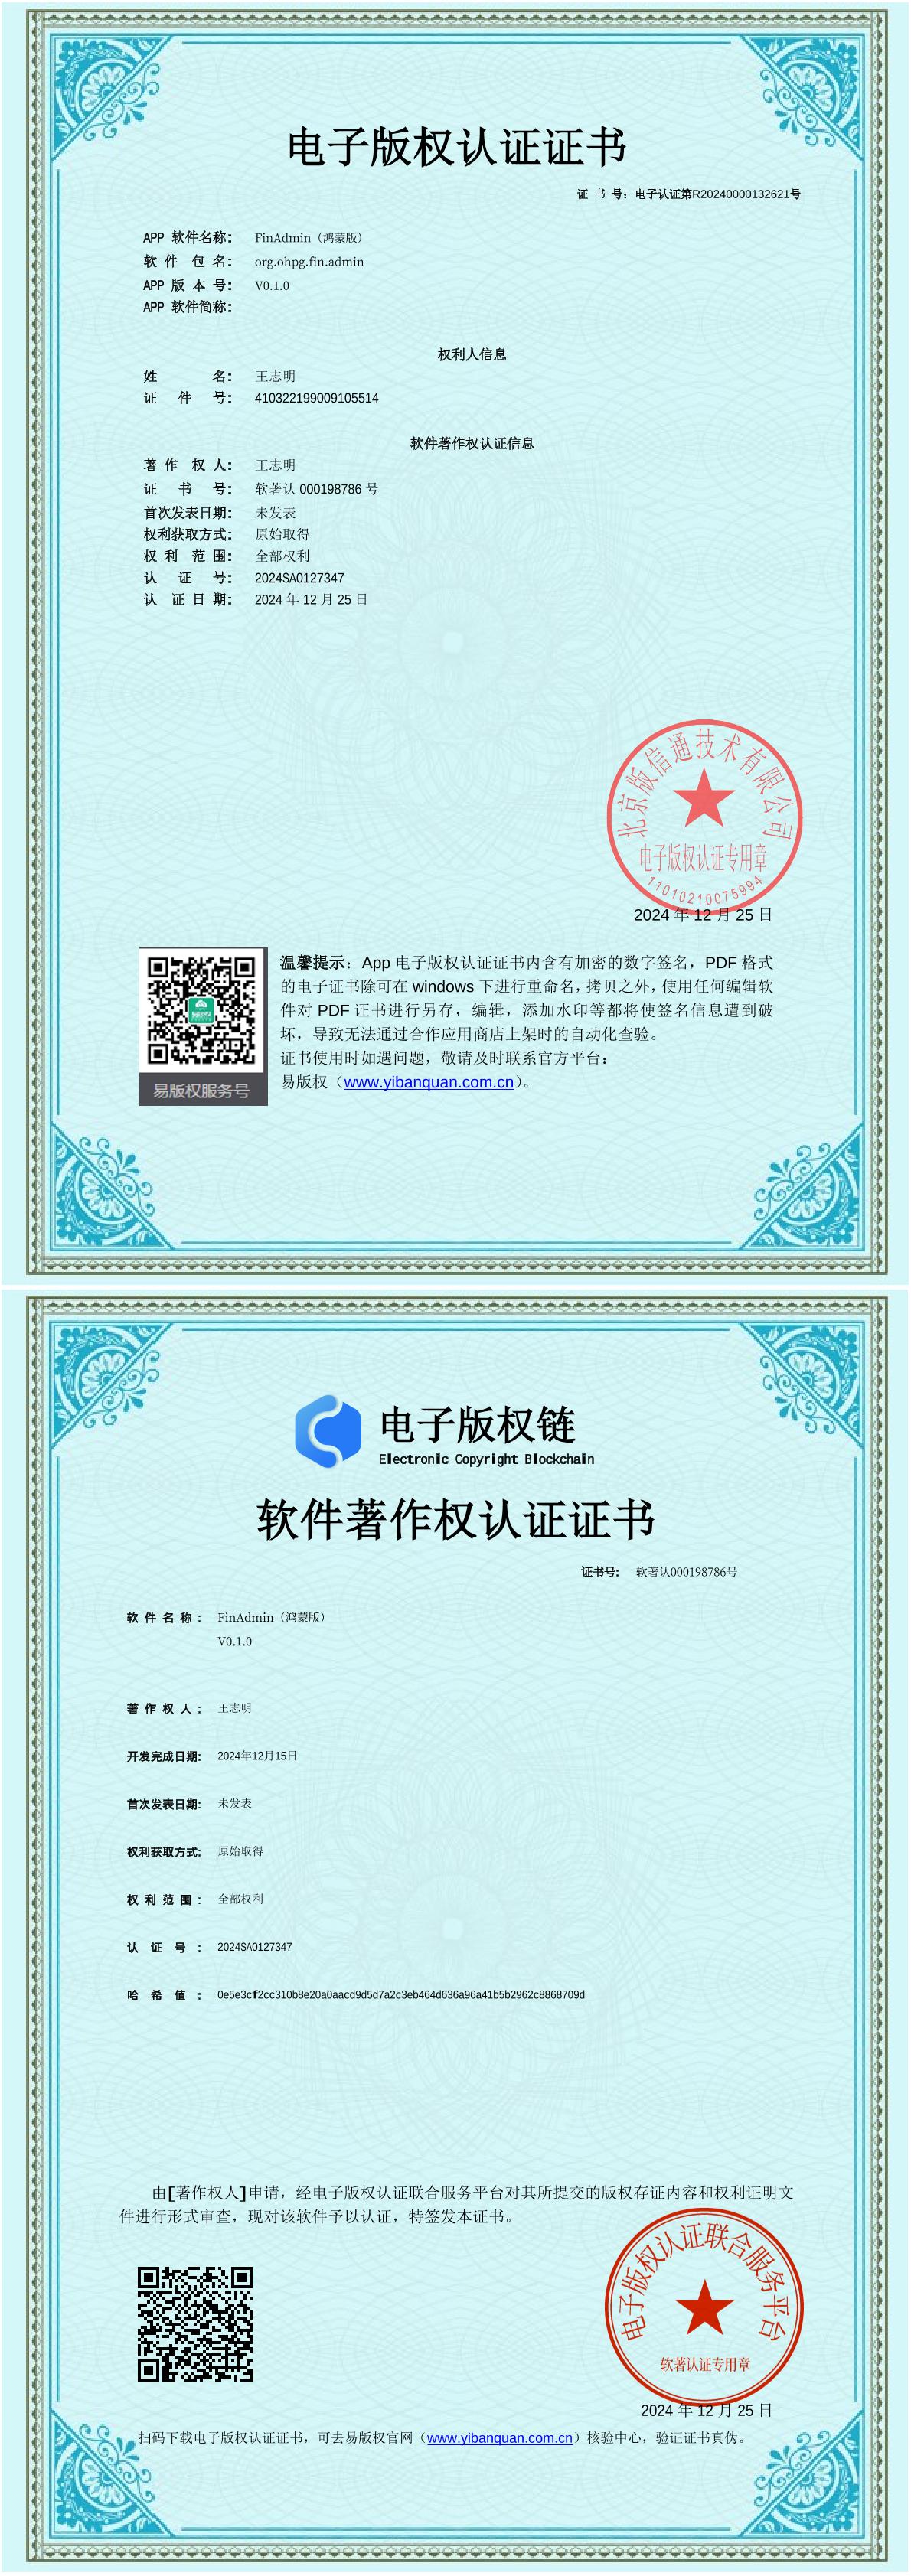 电子版权认证证书
证 书 号：电子认证第R20240000132621号
APP 软件名称： FinAdmin（鸿蒙版）
软 件 包 名： org.ohpg.fin.admin
APP 版 本 号： V0.1.0
APP 软件简称：
权利人信息
姓 名： 王志明
证 件 号： 410322199009105514
软件著作权认证信息
著 作 权 人： 王志明
证 书 号： 软著认 000198786 号
首次发表日期： 未发表
权利获取方式： 原始取得
权 利 范 围： 全部权利
认 证 号： 2024SA0127347
认 证 日 期： 2024 年 12 月 25 日
北京版信通技术有限公司
电子版权认证专用章
11010210075994
2024 年 12 月 25 日
温馨提示：App 电子版权认证证书内含有加密的数字签名，PDF 格式
的电子证书除可在 windows 下进行重命名，拷贝之外，使用任何编辑软
件对 PDF 证书进行另存，编辑，添加水印等都将使签名信息遭到破
坏，导致无法通过合作应用商店上架时的自动化查验。
证书使用时如遇问题，敬请及时联系官方平台：
易版权（www.yibanquan.com.cn）。
易版权服务号
电子版权链
Electronic Copyright Blockchain
软件著作权认证证书
证书号: 软著认000198786号
软件名称: FinAdmin（鸿蒙版）
V0.1.0
著作权人: 王志明
开发完成日期: 2024年12月15日
首次发表日期: 未发表
权利获取方式: 原始取得
权利范围: 全部权利
认证号: 2024SA0127347
哈希值: 0e5e3cff2cc310b8e20a0aacd9d5d7a2c3eb464d636a96a41b5b2962c8868709d
由[著作权人]申请，经电子版权认证联合服务平台对其所提交的版权存证内容和权利证明文
件进行形式审查，现对该软件予以认证，特签发本证书。
电子版权认证联合服务平台
软著认证专用章
2024 年 12 月 25 日
扫码下载电子版权认证证书，可去易版权官网（www.yibanquan.com.cn）核验中心，验证证书真伪。